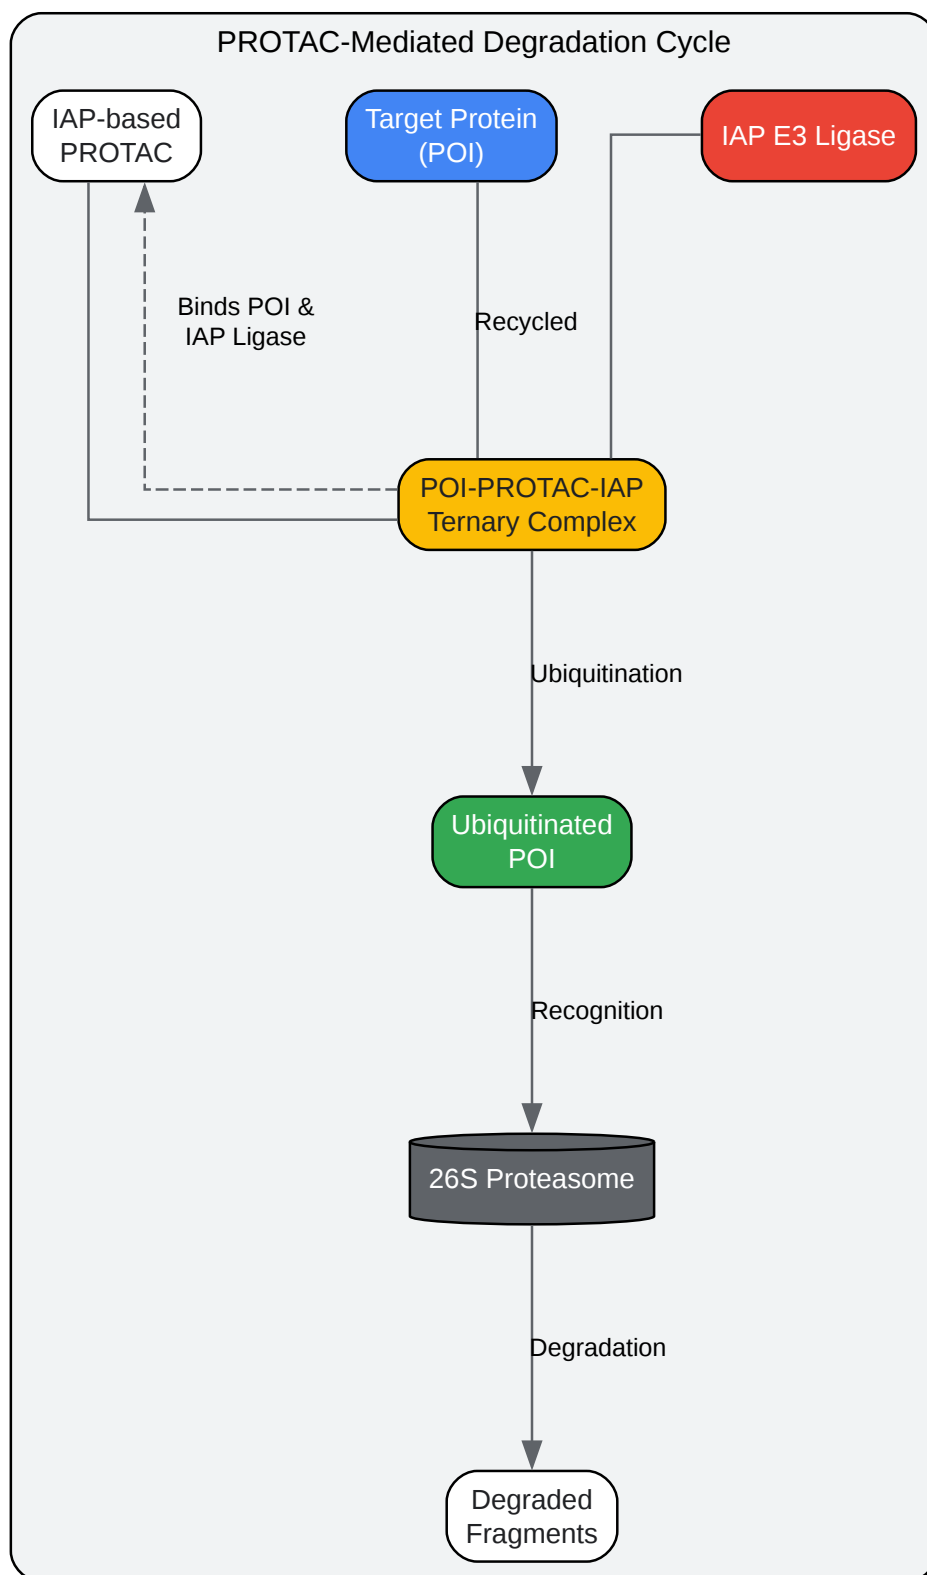 PROTAC-Mediated Degradation Cycle
IAP-based
PROTAC
Target Protein
(POI)
IAP E3 Ligase
Binds POI &
IAP Ligase
Recycled
POI-PROTAC-IAP
Ternary Complex
Ubiquitination
Ubiquitinated
POI
Recognition
26S Proteasome
Degradation
Degraded
Fragments